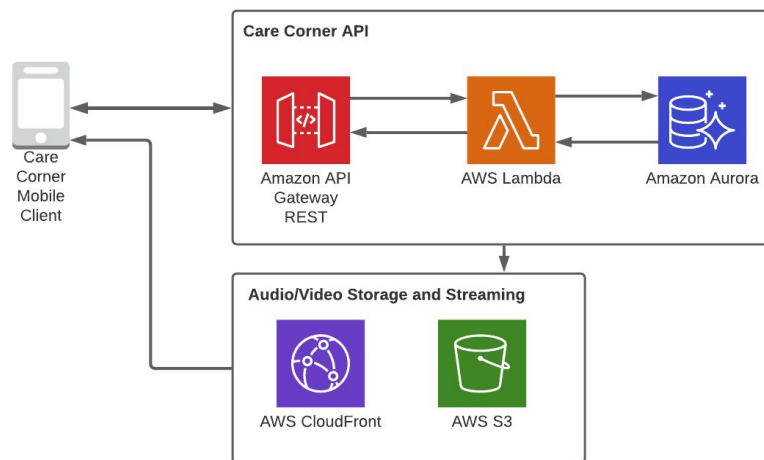 Care Corner API
Care
Corner
Mobile
Client
</>
Amazon API
Gateway
REST
AWS Lambda
Amazon Aurora
Audio/Video Storage and Streaming
AWS CloudFront
AWS S3